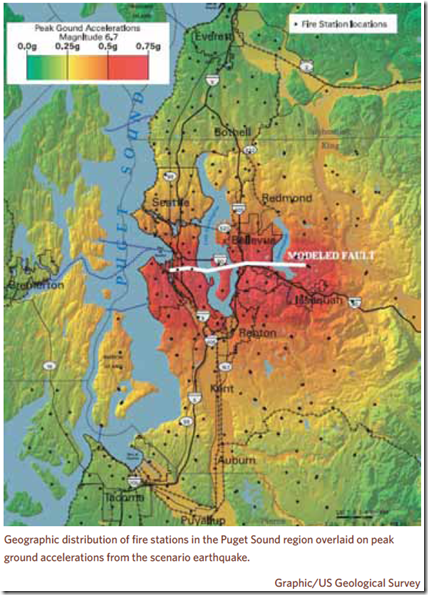 Peak Gound Accelerations
Magnitude 6.7
0.0g 0.25g 0.5g 0.75g
• Fire Station locations
Everett
Bothell
King
PUGET SOUND
Redmond
Seattle
Bellevue
MODELED FAULT
Bremerton
Issaquah
Renton
Kent
Auburn
Tacoma
Puyallup
Pierce
Geographic distribution of fire stations in the Puget Sound region overlaid on peak
ground accelerations from the scenario earthquake.
Graphic/US Geological Survey